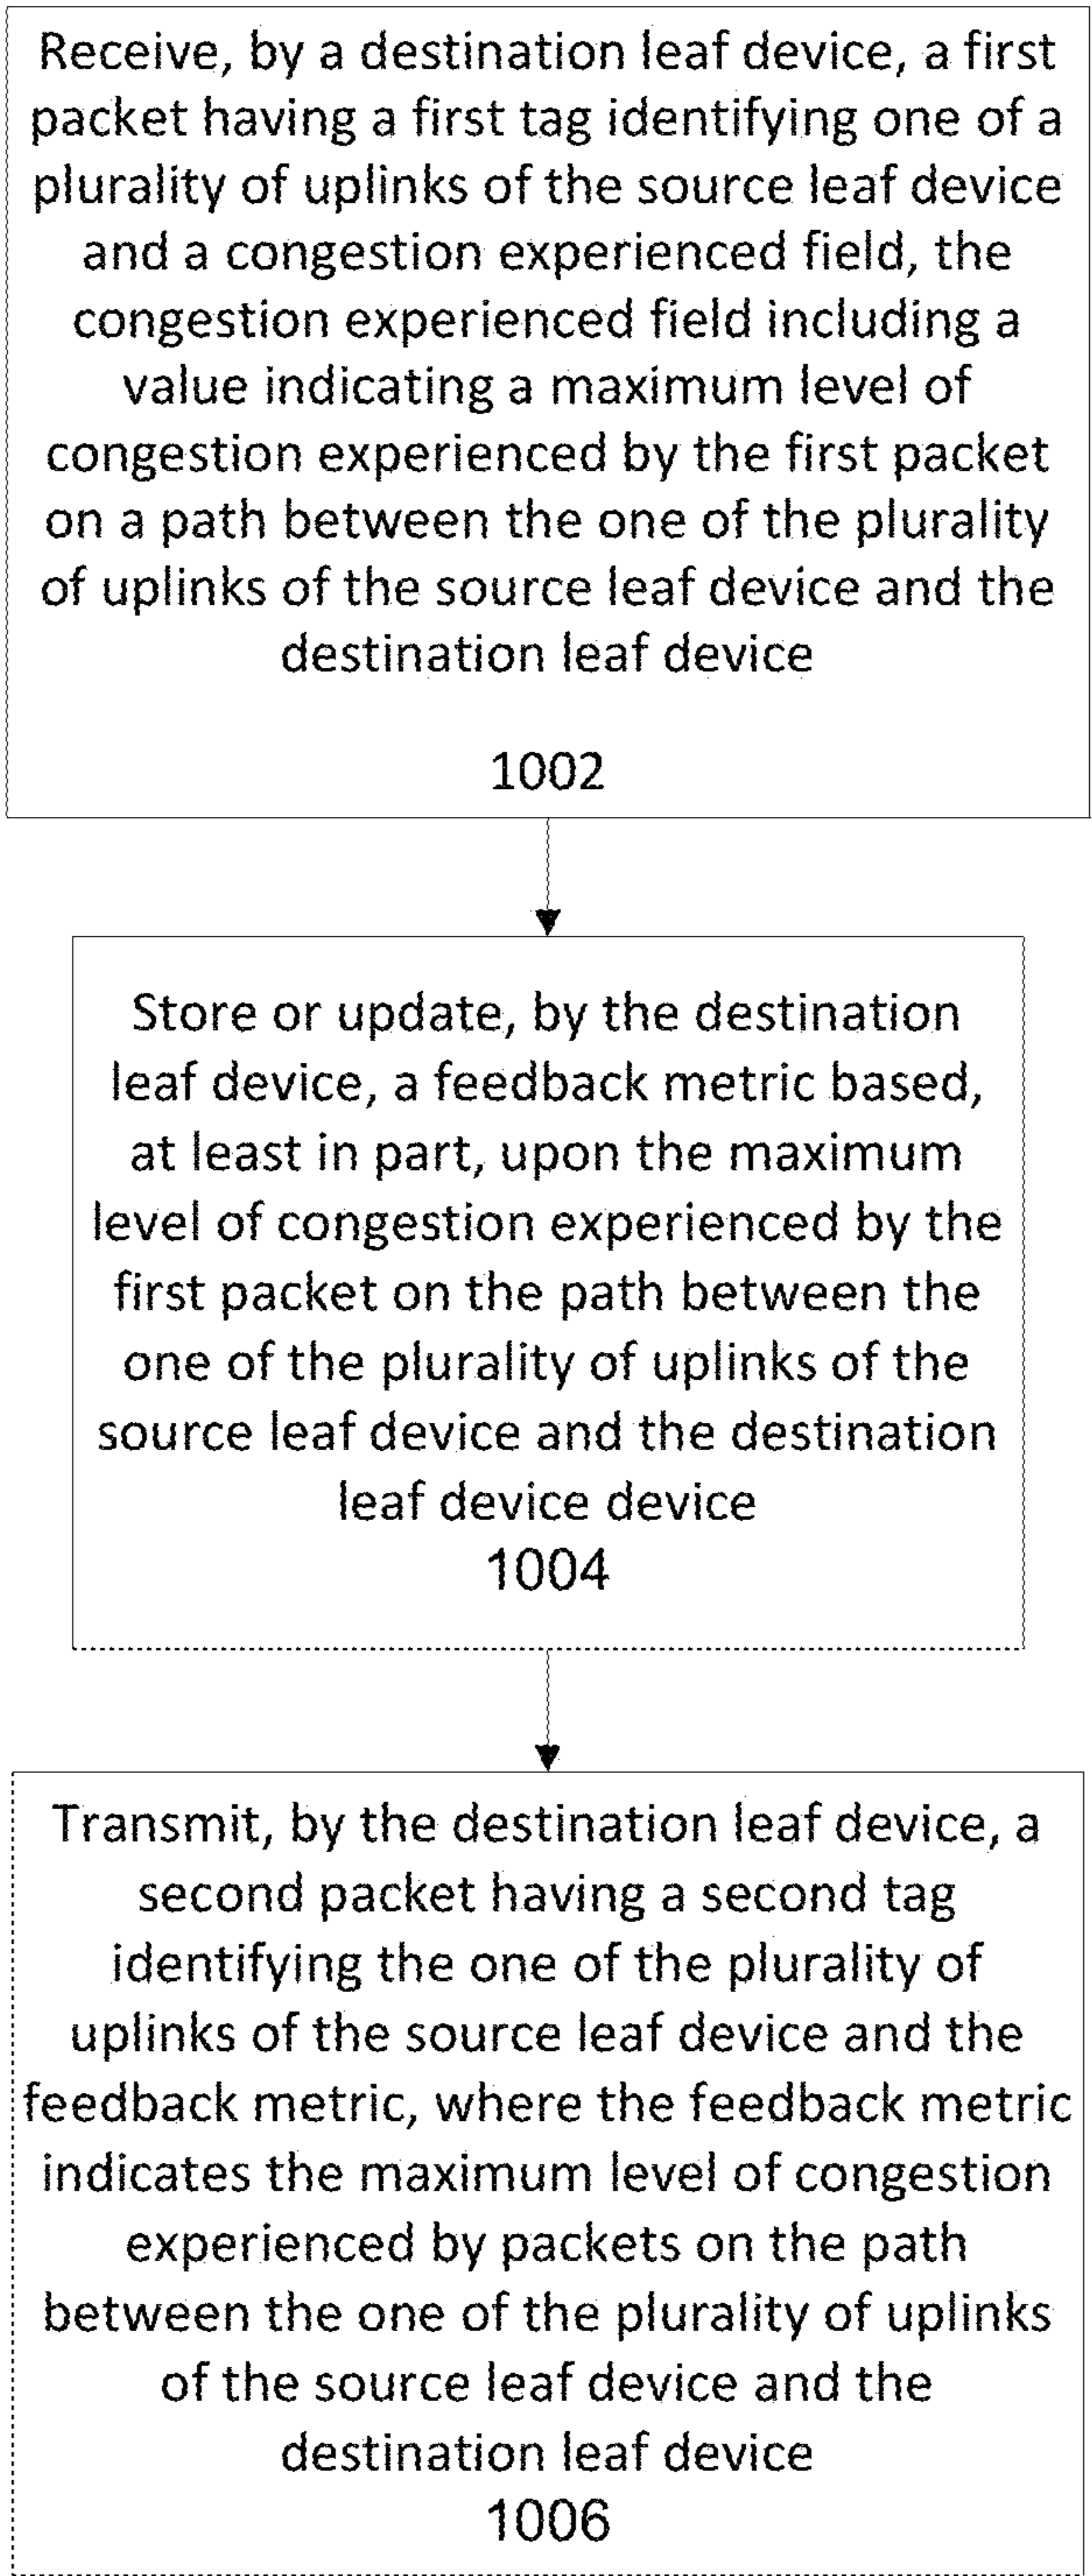 Receive, by a destination leaf device, a first
packet having a first tag identifying one of a
plurality of uplinks of the source leaf device
and a congestion experienced field, the
congestion experienced field including a
value indicating a maximum level of
congestion experienced by the first packet
on a path between the one of the plurality
of uplinks of the source leaf device and the
destination leaf device
1002
Store or update, by the destination
leaf device, a feedback metric based,
at least in part, upon the maximum
level of congestion experienced by the
first packet on the path between the
one of the plurality of uplinks of the
source leaf device and the destination
leaf device device
1004
Transmit, by the destination leaf device, a
second packet having a second tag
identifying the one of the plurality of
uplinks of the source leaf device and the
feedback metric, where the feedback metric
indicates the maximum level of congestion
experienced by packets on the path
between the one of the plurality of uplinks
of the source leaf device and the
destination leaf device
1006